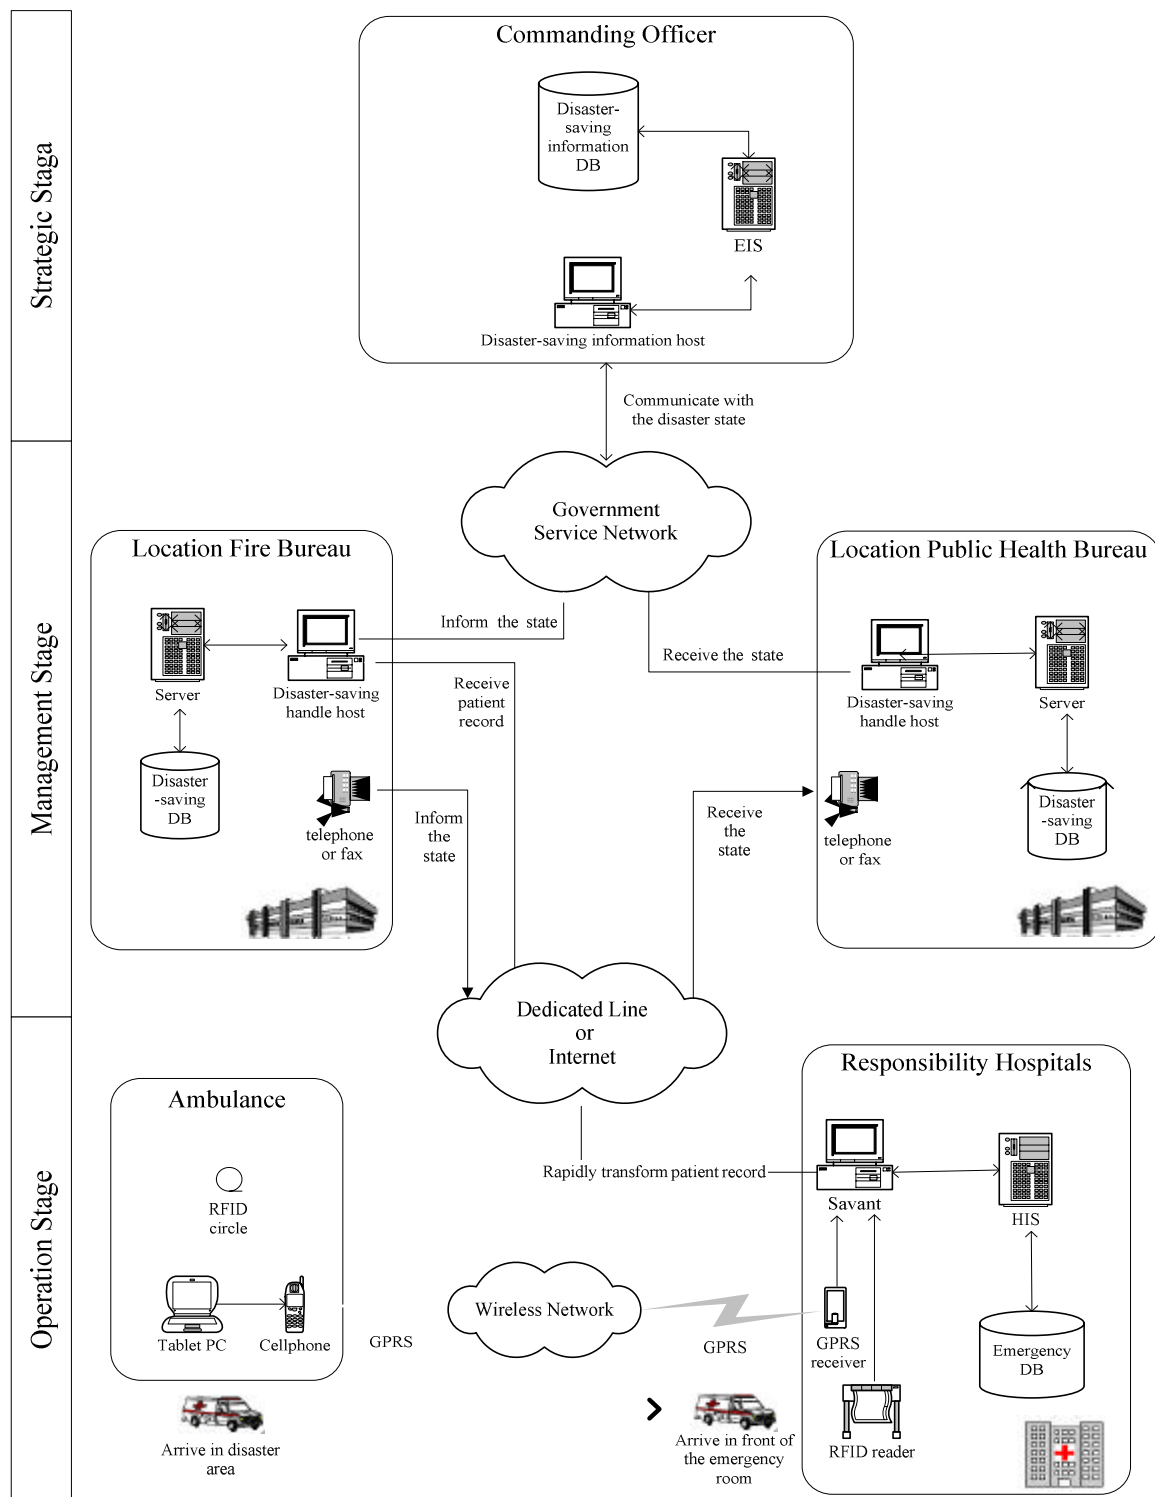 Strategic Staga
Commanding Officer
Disaster-
saving
information
DB
EIS
Disaster-saving information host
Communicate with
the disaster state
Management Stage
Government
Service Network
Location Fire Bureau
Server
Disaster-saving
handle host
Disaster
-saving
DB
telephone
or fax
Inform the state
Receive
patient
record
Inform
the
state
Location Public Health Bureau
Receive the state
Disaster-saving
handle host
Server
Disaster
-saving
DB
telephone
or fax
Receive
the
state
Dedicated Line
or
Internet
Operation Stage
Ambulance
RFID
circle
Tablet PC
Cellphone
GPRS
Wireless Network
GPRS
Responsibility Hospitals
Rapidly transform patient record
Savant
HIS
GPRS
receiver
Emergency
DB
RFID reader
Arrive in disaster
area
Arrive in front of
the emergency
room